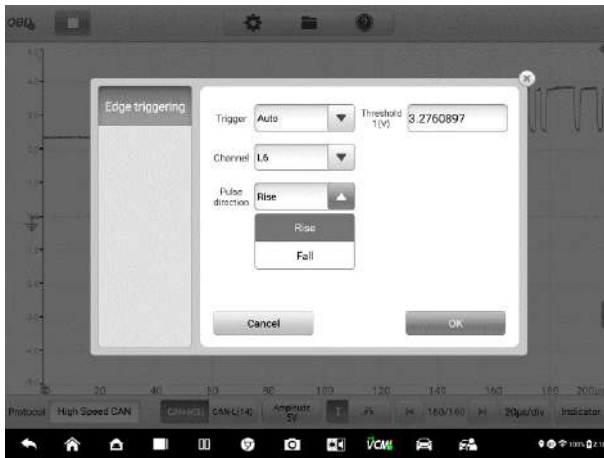 OBD
Edge triggering
Trigger Auto Threshold 1(V) 3.2760897
Channel L6
Pulse direction Rise
Rise
Fall
Cancel OK
20 40 80 100 120 140 160 180 200μs
Protocol High Speed CAN CAN-L(14) Amplitude 5V T 160/160 20μs/div Indicator
VCMI 100%